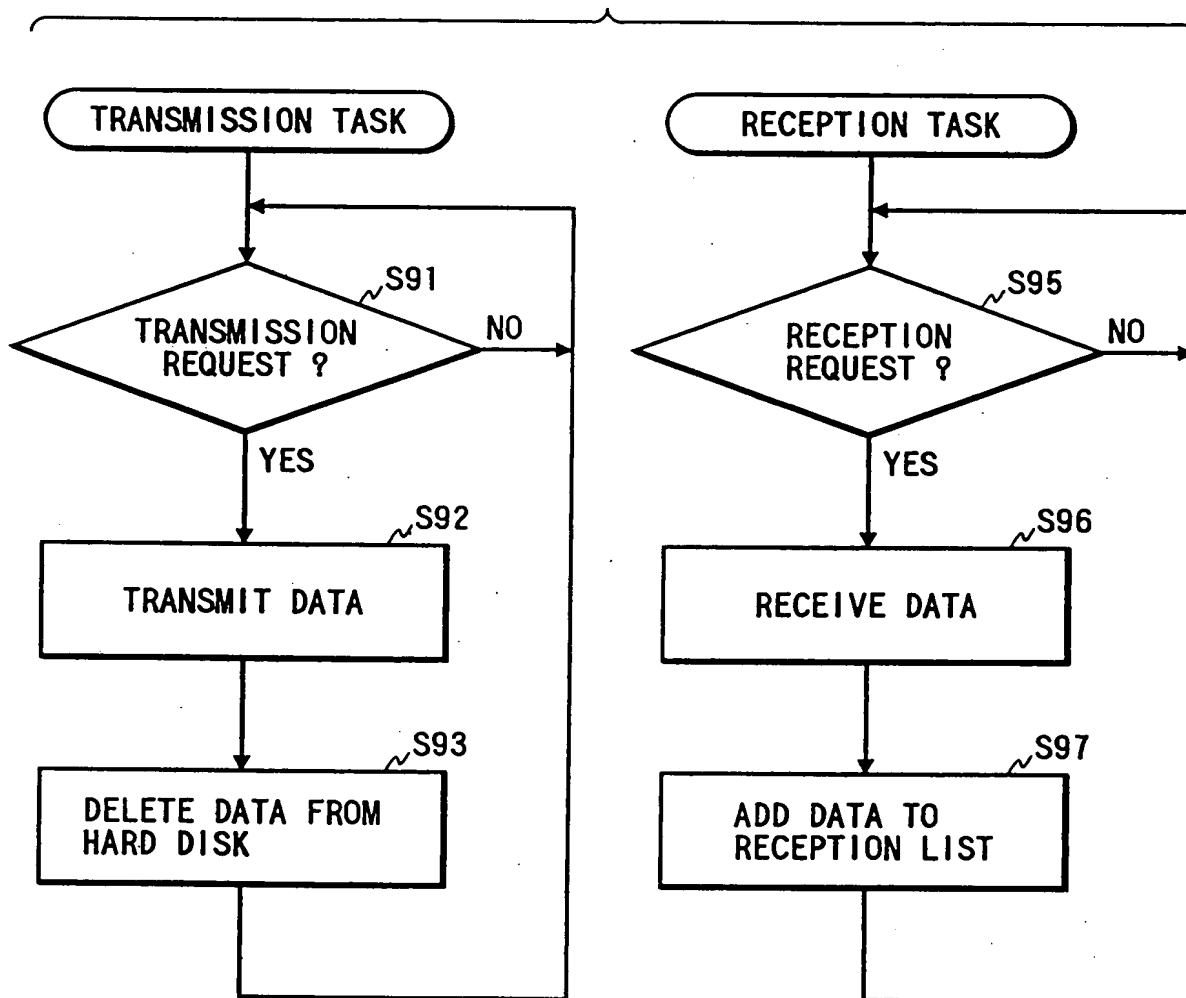 TRANSMISSION TASK
S91
TRANSMISSION
REQUEST ?
NO
YES
S92
TRANSMIT DATA
S93
DELETE DATA FROM
HARD DISK
RECEPTION TASK
S95
RECEPTION
REQUEST ?
NO
YES
S96
RECEIVE DATA
S97
ADD DATA TO
RECEPTION LIST